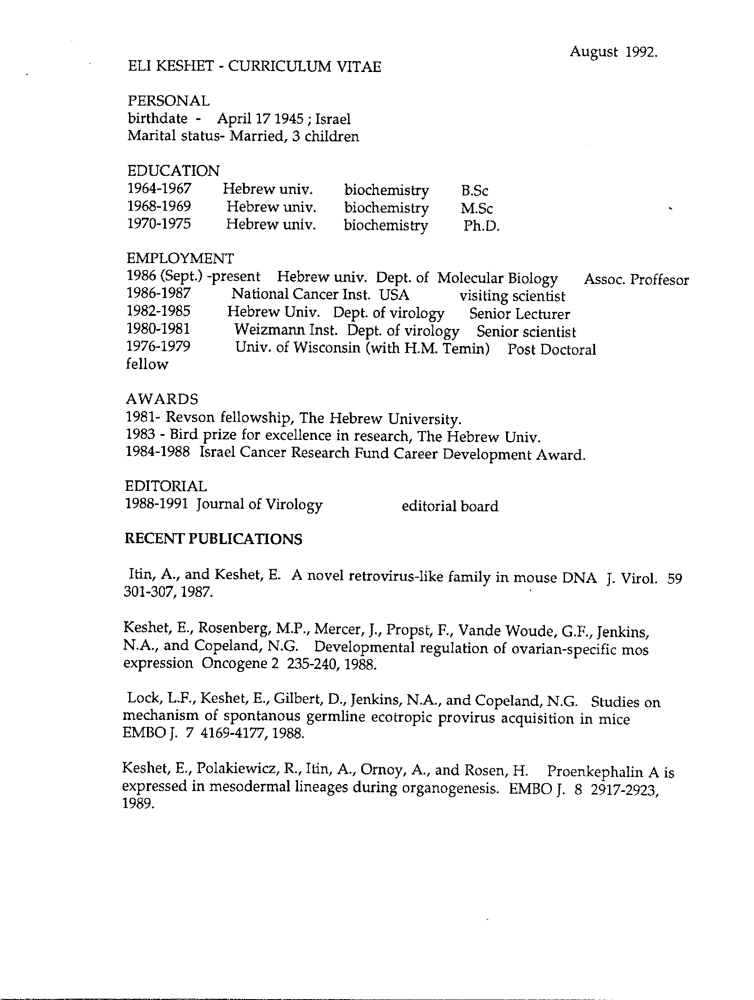 August 1992.
ELI KESHET - CURRICULUM VITAE
PERSONAL
birthdate - April 17 1945 ; Israel
Marital status- Married, 3 children
EDUCATION
1964-1967 Hebrew univ. biochemistry B.Sc
1968-1969 Hebrew univ. biochemistry M.Sc
1970-1975 Hebrew univ. biochemistry Ph.D.
EMPLOYMENT
1986 (Sept.) -present Hebrew univ. Dept. of Molecular Biology Assoc. Proffesor
1986-1987 National Cancer Inst. USA visiting scientist
1982-1985 Hebrew Univ. Dept. of virology Senior Lecturer
1980-1981 Weizmann Inst. Dept. of virology Senior scientist
1976-1979 Univ. of Wisconsin (with H.M. Temin) Post Doctoral
fellow
AWARDS
1981- Revson fellowship, The Hebrew University.
1983 - Bird prize for excellence in research, The Hebrew Univ.
1984-1988 Israel Cancer Research Fund Career Development Award.
EDITORIAL
1988-1991 Journal of Virology editorial board
RECENT PUBLICATIONS
Itin, A., and Keshet, E. A novel retrovirus-like family in mouse DNA J. Virol. 59
301-307, 1987.
Keshet, E., Rosenberg, M.P., Mercer, J., Propst, F., Vande Woude, G.F., Jenkins,
N.A., and Copeland, N.G. Developmental regulation of ovarian-specific mos
expression Oncogene 2 235-240, 1988.
Lock, L.F., Keshet, E., Gilbert, D., Jenkins, N.A., and Copeland, N.G. Studies on
mechanism of spontanous germline ecotropic provirus acquisition in mice
EMBO J. 7 4169-4177, 1988.
Keshet, E., Polakiewicz, R., Itin, A., Ornoy, A., and Rosen, H. Proenkephalin A is
expressed in mesodermal lineages during organogenesis. EMBO J. 8 2917-2923,
1989.